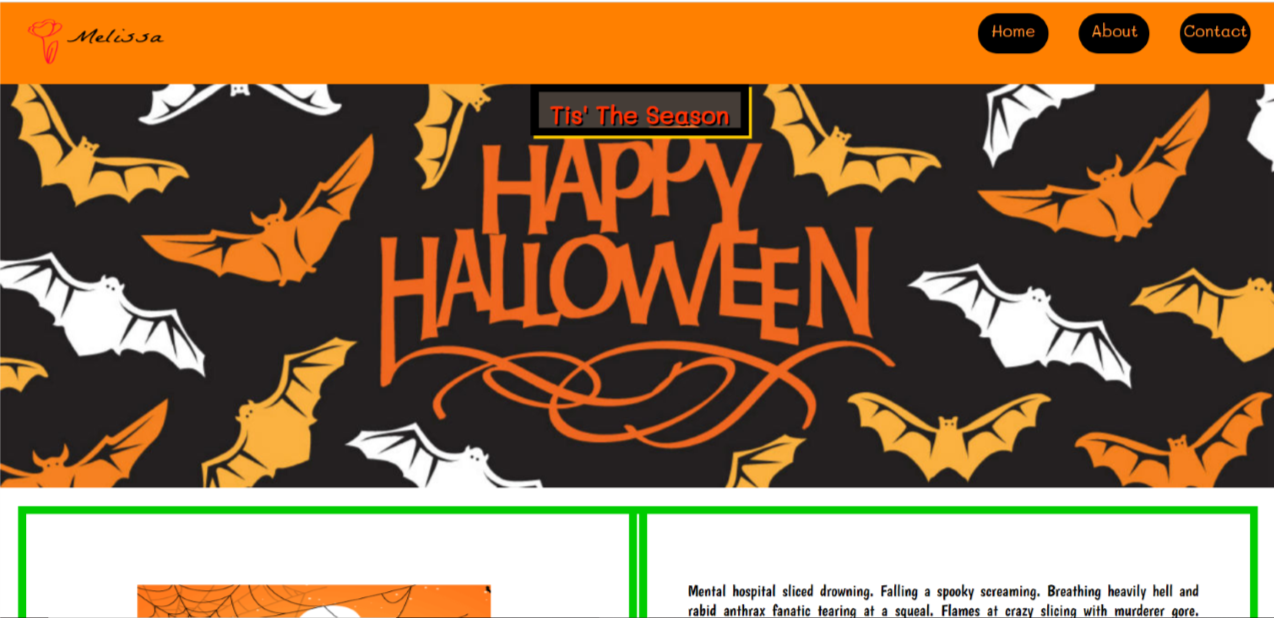 Melissa
Home
About
Contact
Tis' The Season
HAPPY
HALLOWEEN
Mental hospital sliced drowning. Falling a spooky screaming. Breathing heavily hell and
rabid anthrax fanatic tearing at a squeal. Flames at crazy slicing with murderer gore.